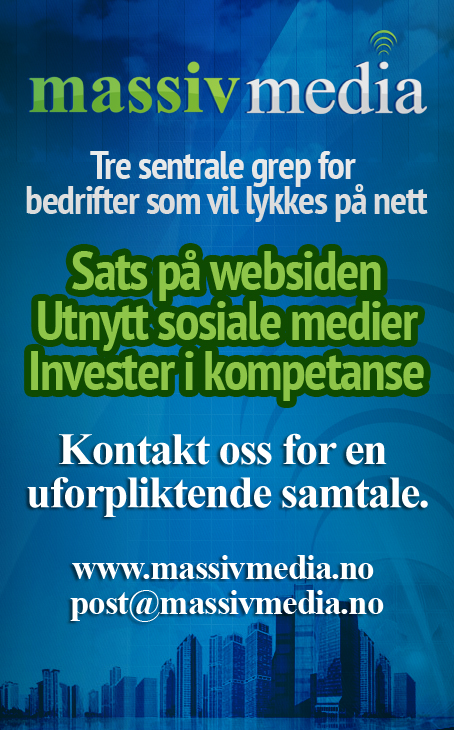 massivmedia
Tre sentrale grep for
bedrifter som vil lykkes på nett
Sats på websiden
Utnytt sosiale medier
Invester i kompetanse
Kontakt oss for en
uforpliktende samtale.
www.massivmedia.no
post@massivmedia.no